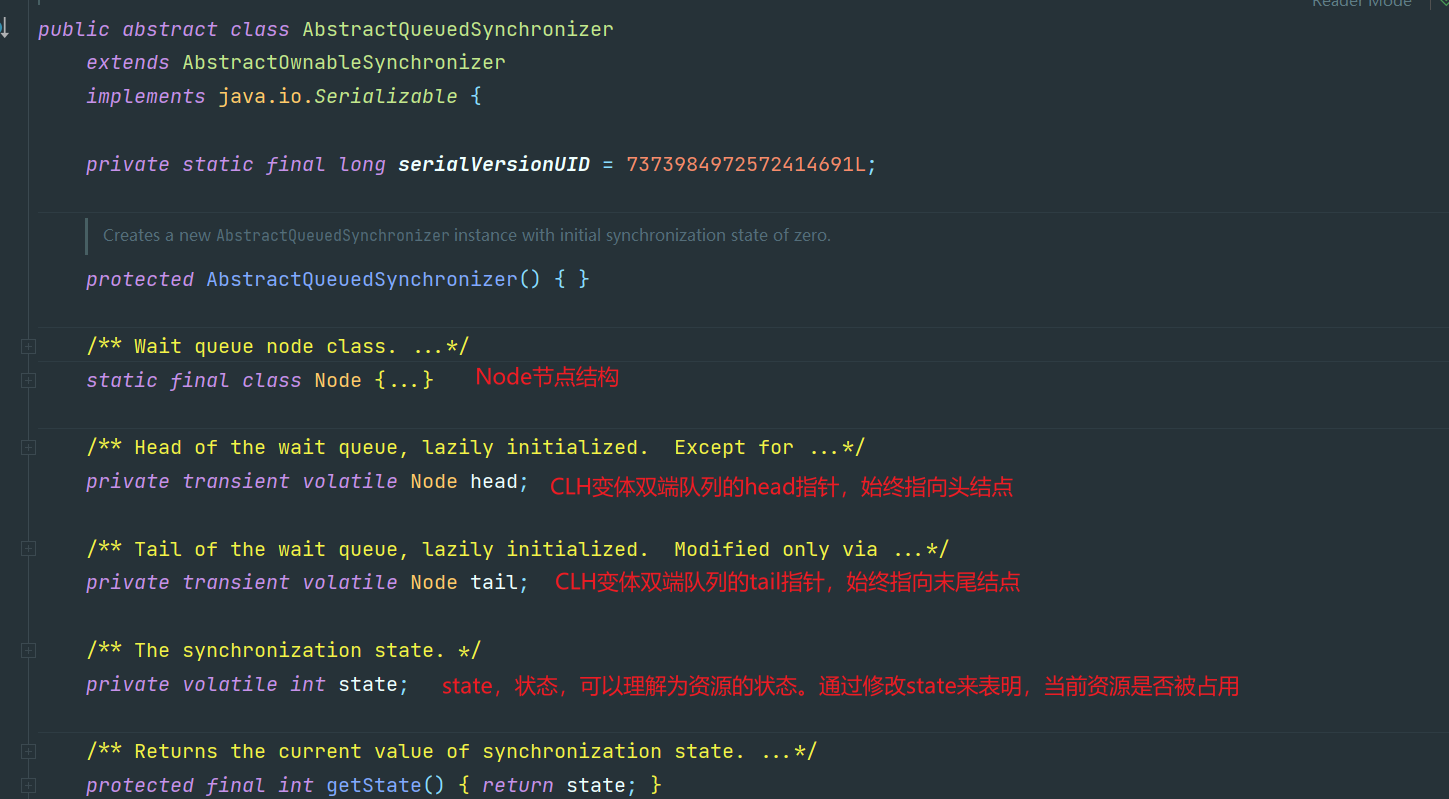 Reader Mode
public abstract class AbstractQueuedSynchronizer
extends AbstractOwnableSynchronizer
implements java.io.Serializable {
private static final long serialVersionUID = 7373984972572414691L;
Creates a new AbstractQueuedSynchronizer instance with initial synchronization state of zero.
protected AbstractQueuedSynchronizer() { }
/** Wait queue node class. ...*/
static final class Node {...} Node节点结构
/** Head of the wait queue, lazily initialized.  Except for ...*/
private transient volatile Node head; CLH变体双端队列的head指针，始终指向头结点
/** Tail of the wait queue, lazily initialized.  Modified only via ...*/
private transient volatile Node tail; CLH变体双端队列的tail指针，始终指向末尾结点
/** The synchronization state. */
private volatile int state; state，状态，可以理解为资源的状态。通过修改state来表明，当前资源是否被占用
/** Returns the current value of synchronization state. ...*/
protected final int getState() { return state; }